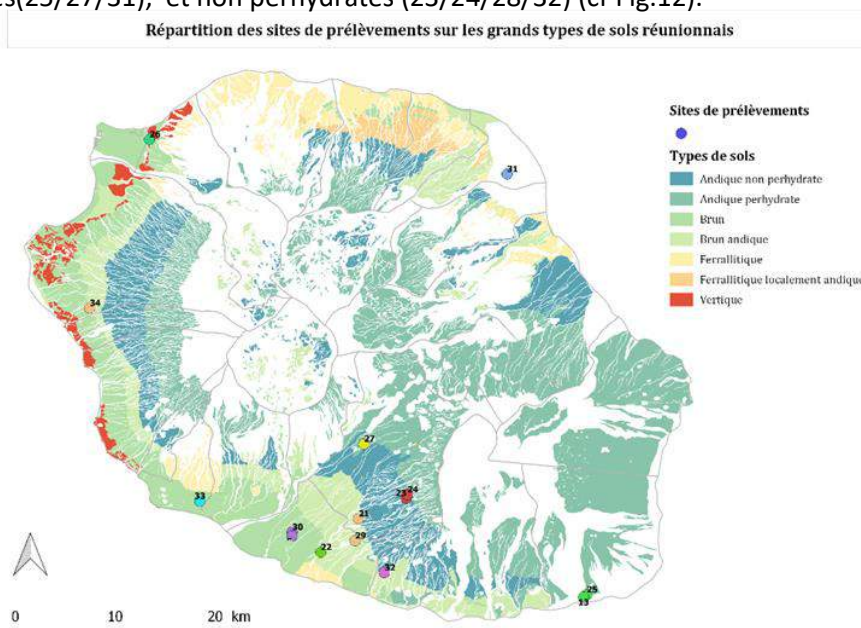 es(25/27/31), et non perhydratés (23/24/28/32) (cf Fig.12).
Répartition des sites de prélèvements sur les grands types de sols réunionnais
Sites de prélèvements
Types de sols
Andique non perhydrate
Andique perhydrate
Brun
Brun andique
Ferrallitique
Ferrallitique localement andique
Vertique
26
31
34
27
24
23
33
21
30
29
22
32
25
13
0 10 20 km